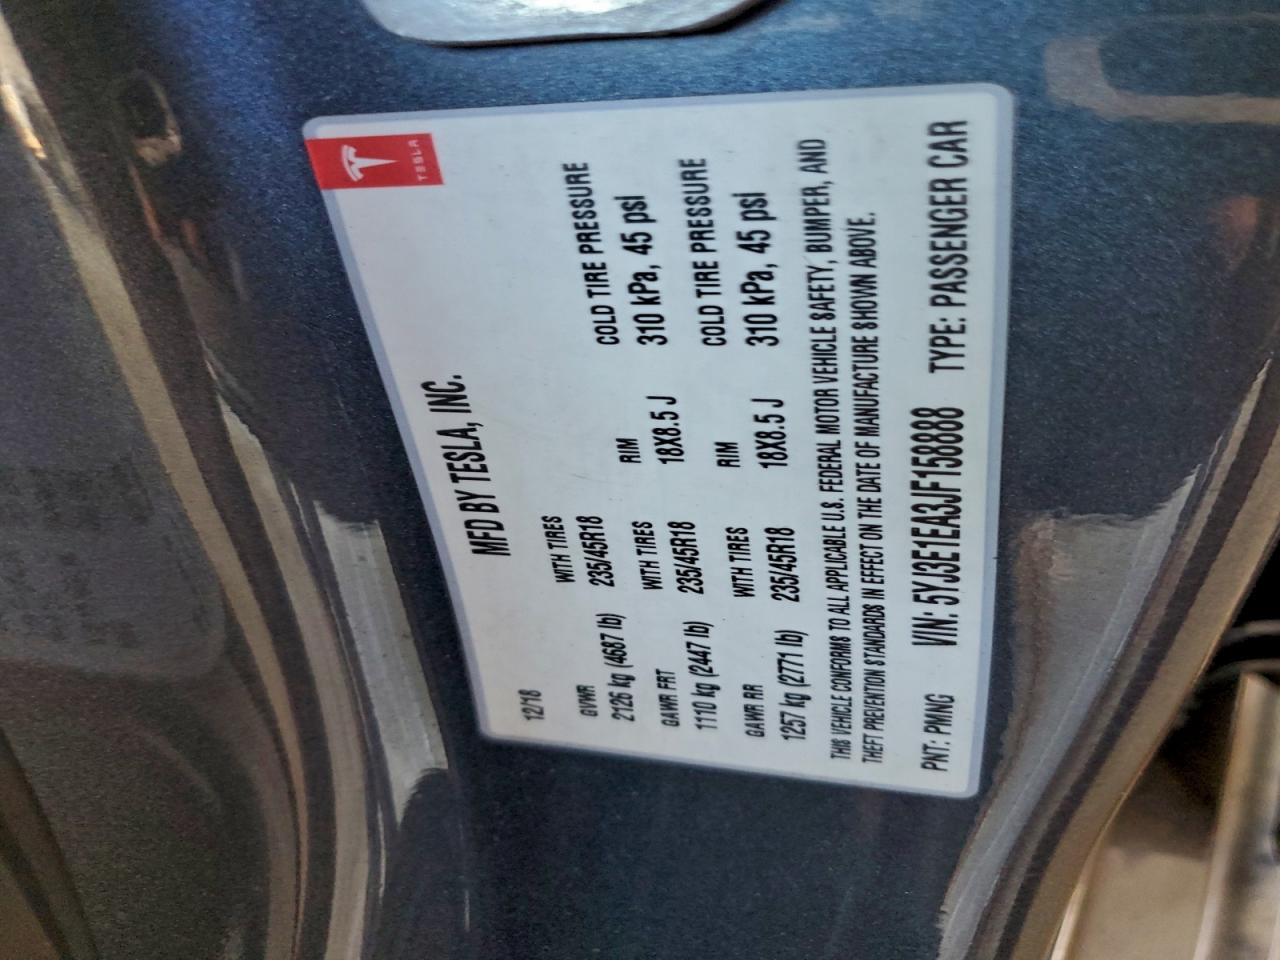 TESLA
MFD BY TESLA, INC.
12/18
GVWR WITH TIRES COLD TIRE PRESSURE
2126 kg (4687 lb) 235/45R18 310 kPa, 45 psi
GAWR FRT WITH TIRES RIM COLD TIRE PRESSURE
1110 kg (2447 lb) 235/45R18 18X8.5 J 310 kPa, 45 psi
GAWR RR WITH TIRES RIM
1257 kg (2771 lb) 235/45R18 18X8.5 J
THIS VEHICLE CONFORMS TO ALL APPLICABLE U.S. FEDERAL MOTOR VEHICLE SAFETY, BUMPER, AND
THEFT PREVENTION STANDARDS IN EFFECT ON THE DATE OF MANUFACTURE SHOWN ABOVE.
PNT: PMNG VIN: 5YJ3E1EA3JF158888 TYPE: PASSENGER CAR